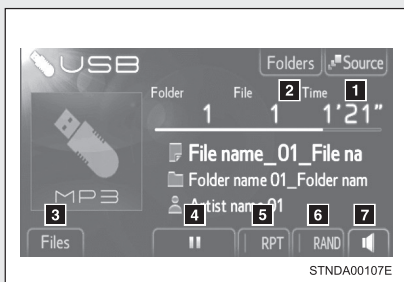 USB
Folders
Source
2
1
Folder File Time
1 1 1'21"
File name_01_File na
Folder name 01_Folder nam
MP3
Artist name 01
3
4
5
6
7
Files
RPT
RAND
STNDA00107E